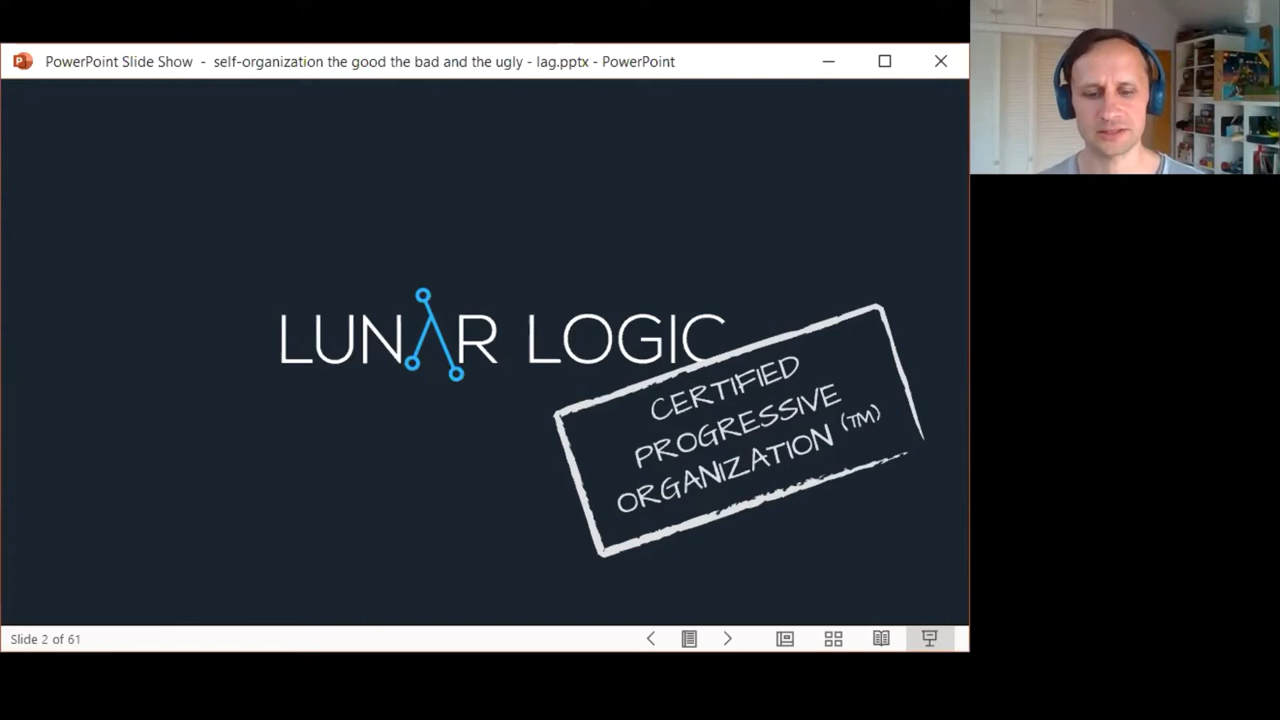 PowerPoint Slide Show - self-organization the good the bad and the ugly - lag.pptx - PowerPoint
LUNAR LOGIC
CERTIFIED
PROGRESSIVE
ORGANIZATION (TM)
Slide 2 of 61